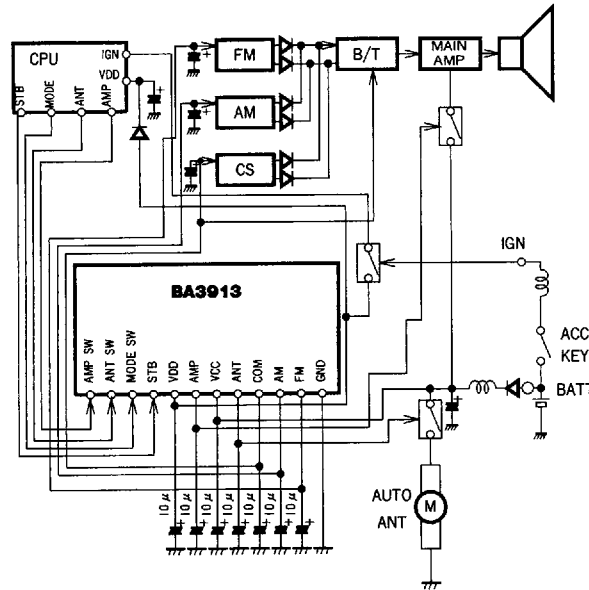 CPU
IGN
VDD
STB
MODE
ANT
AMP
FM
AM
CS
B/T
MAIN
AMP
IGN
ACC
KEY
BATT
BA3913
AMP SW
ANT SW
MODE SW
STB
VDD
AMP
VCC
ANT
COM
AM
FM
GND
10μ
10μ
10μ
10μ
10μ
10μ
10μ
AUTO
ANT
M